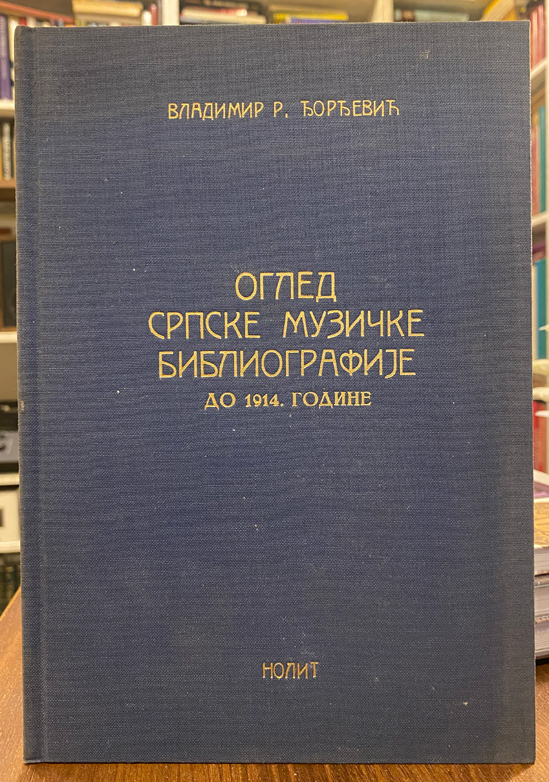 ВЛАДИМИР Р. ЂОРЂЕВИЋ
ОГЛЕД
СРПСКЕ МУЗИЧКЕ
БИБЛИОГРАФИЈЕ
ДО 1914. ГОДИНЕ
НОЛИТ